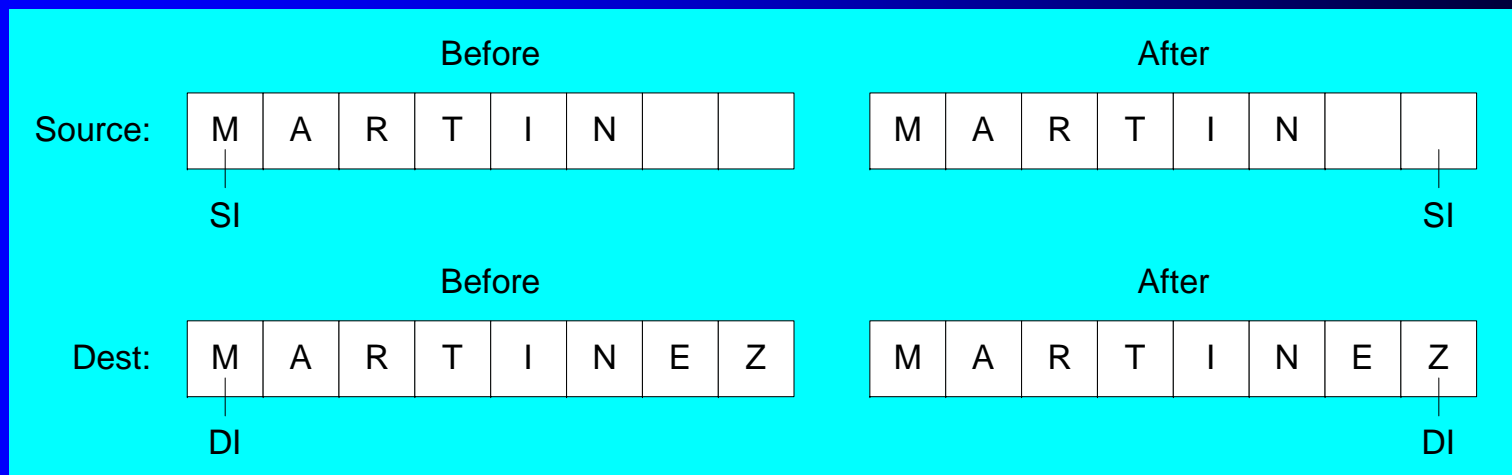 Before After
Source: M A R T I N M A R T I N
SI SI
Before After
Dest: M A R T I N E Z M A R T I N E Z
DI DI